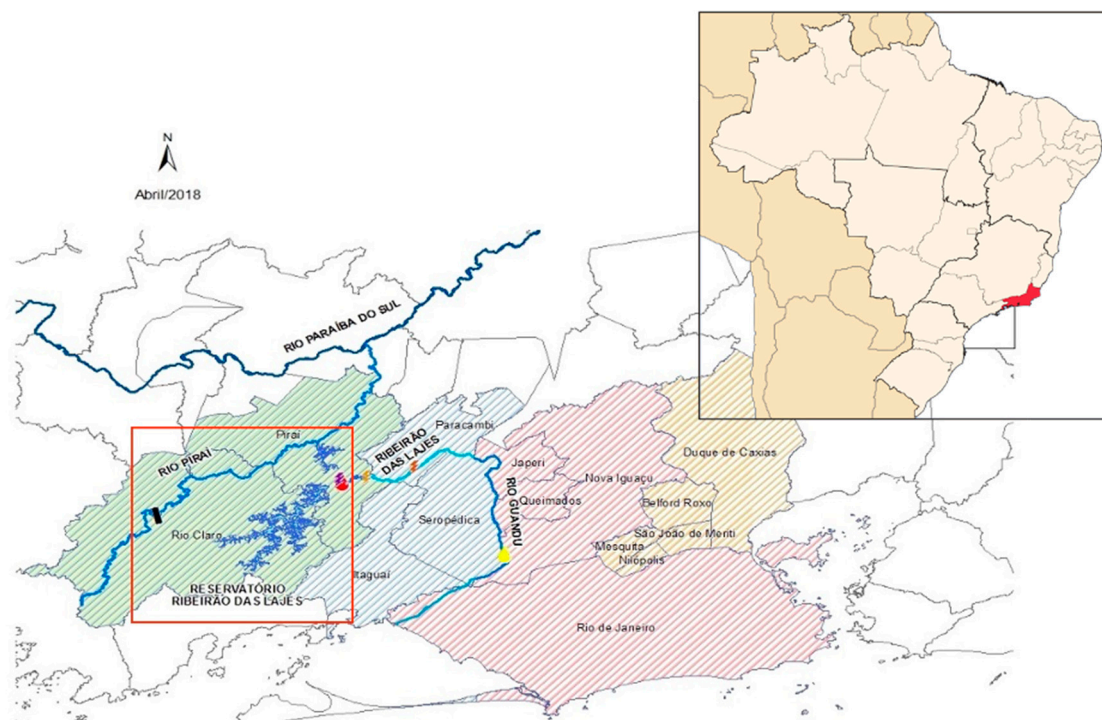 N
Abril/2018
RIO PARAÍBA DO SUL
Piraí
RIO PIRAÍ
RIBEIRÃO
DAS LAJES
Paracambi
Japeri
Nova Iguaçu
Duque de Caxias
Queimados
RIO GUANDU
Belford Roxo
Seropédica
São João de Meriti
Rio Claro
Mesquita
Nilópolis
Itaguaí
RESERVATÓRIO
RIBEIRÃO DAS LAJES
Rio de Janeiro